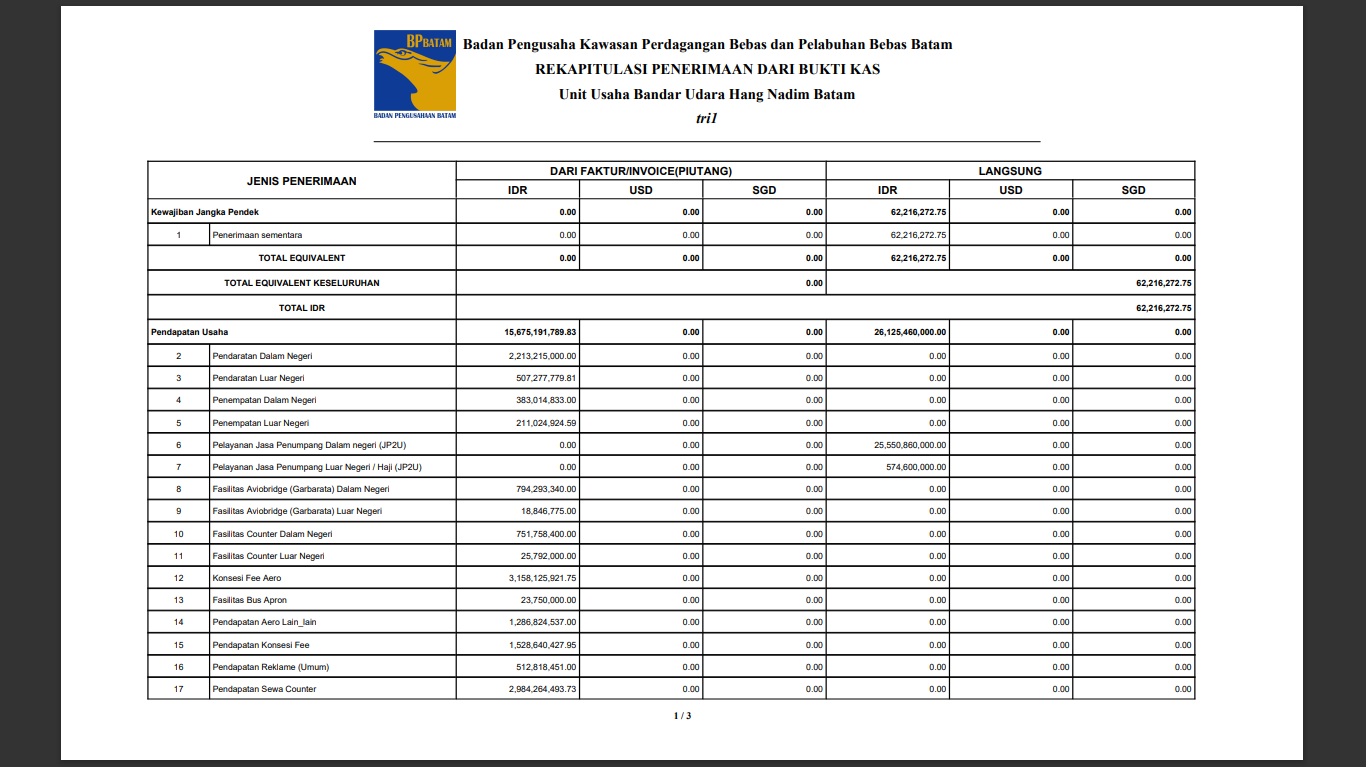 BPBATAM
BADAN PENGUSAHAAN BATAM
Badan Pengusaha Kawasan Perdagangan Bebas dan Pelabuhan Bebas Batam
REKAPITULASI PENERIMAAN DARI BUKTI KAS
Unit Usaha Bandar Udara Hang Nadim Batam
tri1
JENIS PENERIMAAN DARI FAKTUR/INVOICE(PIUTANG) LANGSUNG
IDR USD SGD IDR USD SGD
Kewajiban Jangka Pendek 0.00 0.00 0.00 62,216,272.75 0.00 0.00
1 Penerimaan sementara 0.00 0.00 0.00 62,216,272.75 0.00 0.00
TOTAL EQUIVALENT 0.00 0.00 0.00 62,216,272.75 0.00 0.00
TOTAL EQUIVALENT KESELURUHAN 0.00 62,216,272.75
TOTAL IDR 62,216,272.75
Pendapatan Usaha 15,675,191,789.83 0.00 0.00 26,125,460,000.00 0.00 0.00
2 Pendaratan Dalam Negeri 2,213,215,000.00 0.00 0.00 0.00 0.00 0.00
3 Pendaratan Luar Negeri 507,277,779.81 0.00 0.00 0.00 0.00 0.00
4 Penempatan Dalam Negeri 383,014,833.00 0.00 0.00 0.00 0.00 0.00
5 Penempatan Luar Negeri 211,024,924.59 0.00 0.00 0.00 0.00 0.00
6 Pelayanan Jasa Penumpang Dalam negeri (JP2U) 0.00 0.00 0.00 25,550,860,000.00 0.00 0.00
7 Pelayanan Jasa Penumpang Luar Negeri / Haji (JP2U) 0.00 0.00 0.00 574,600,000.00 0.00 0.00
8 Fasilitas Aviobridge (Garbarata) Dalam Negeri 794,293,340.00 0.00 0.00 0.00 0.00 0.00
9 Fasilitas Aviobridge (Garbarata) Luar Negeri 18,846,775.00 0.00 0.00 0.00 0.00 0.00
10 Fasilitas Counter Dalam Negeri 751,758,400.00 0.00 0.00 0.00 0.00 0.00
11 Fasilitas Counter Luar Negeri 25,792,000.00 0.00 0.00 0.00 0.00 0.00
12 Konsesi Fee Aero 3,158,125,921.75 0.00 0.00 0.00 0.00 0.00
13 Fasilitas Bus Apron 23,750,000.00 0.00 0.00 0.00 0.00 0.00
14 Pendapatan Aero Lain_lain 1,286,824,537.00 0.00 0.00 0.00 0.00 0.00
15 Pendapatan Konsesi Fee 1,528,640,427.95 0.00 0.00 0.00 0.00 0.00
16 Pendapatan Reklame (Umum) 512,818,451.00 0.00 0.00 0.00 0.00 0.00
17 Pendapatan Sewa Counter 2,984,264,493.73 0.00 0.00 0.00 0.00 0.00
1 / 3